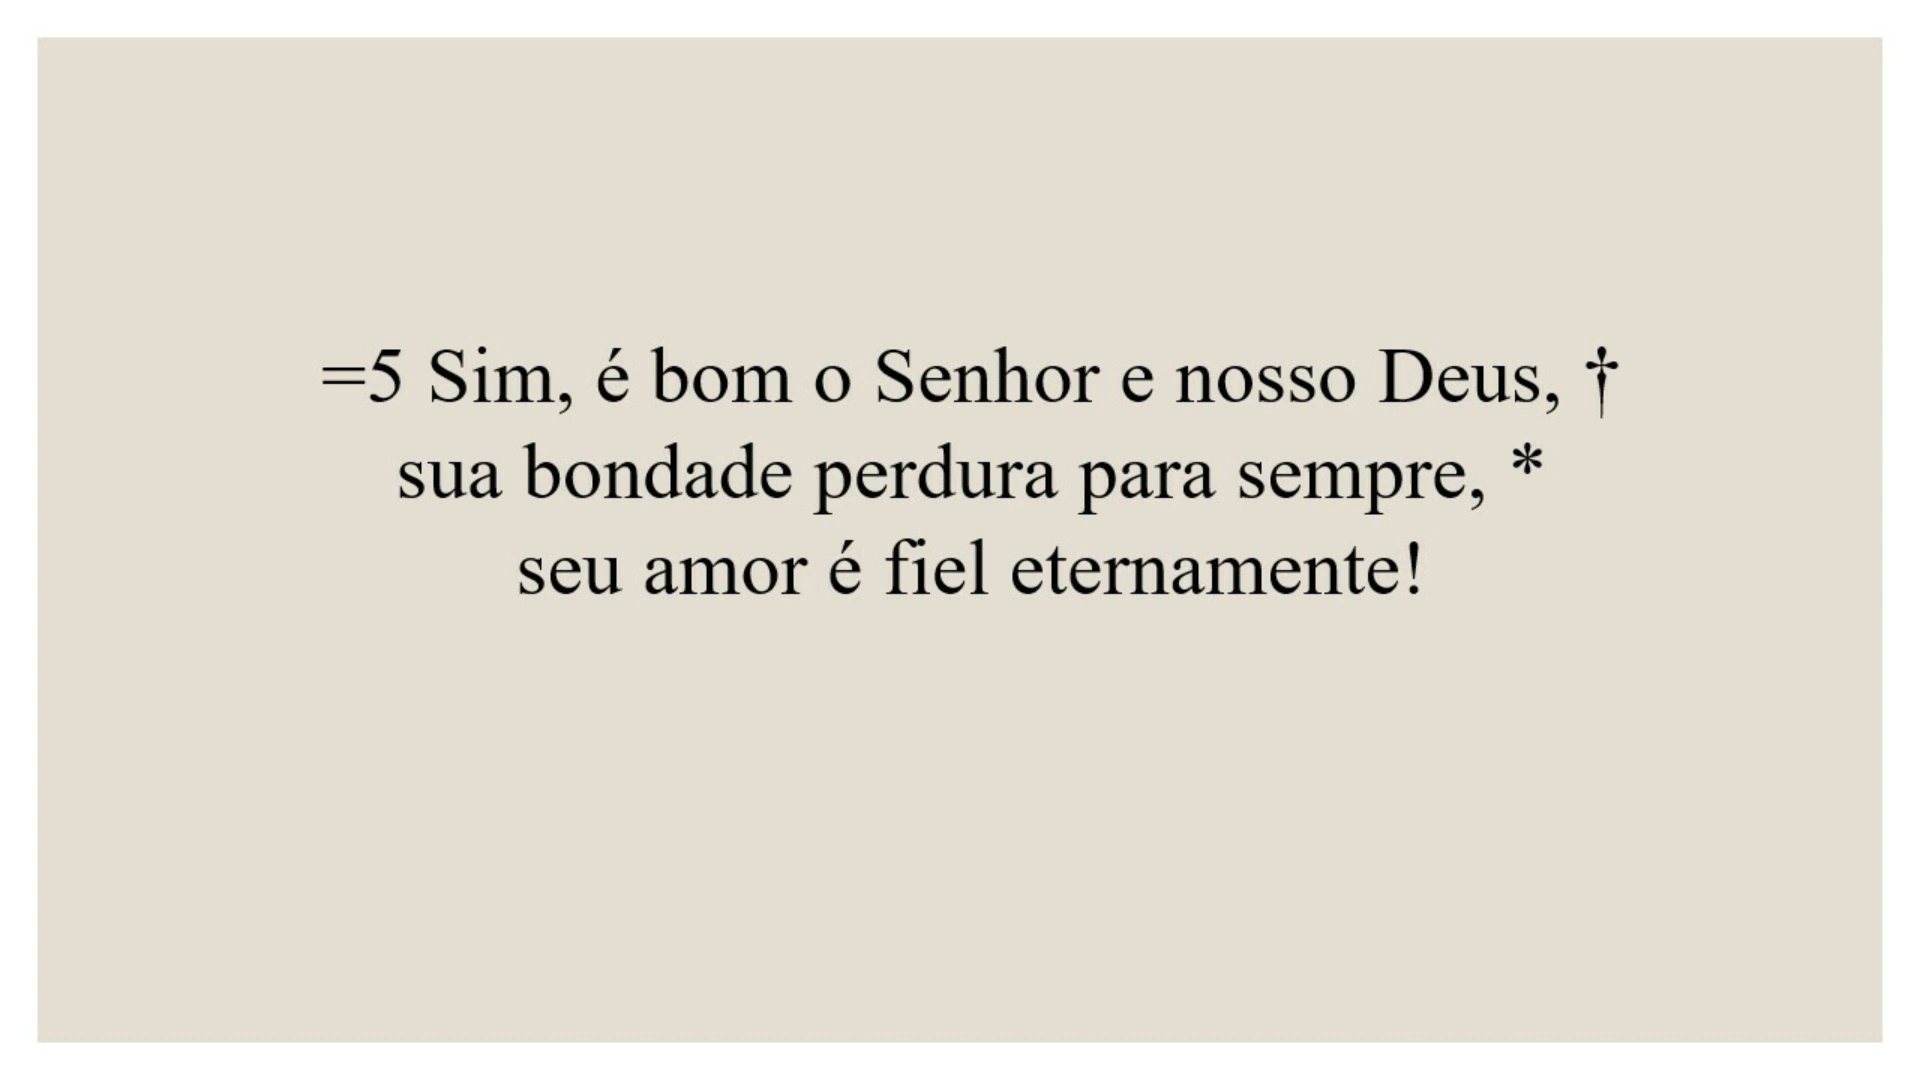 =5 Sim, é bom o Senhor e nosso Deus, †
sua bondade perdura para sempre, *
seu amor é fiel eternamente!